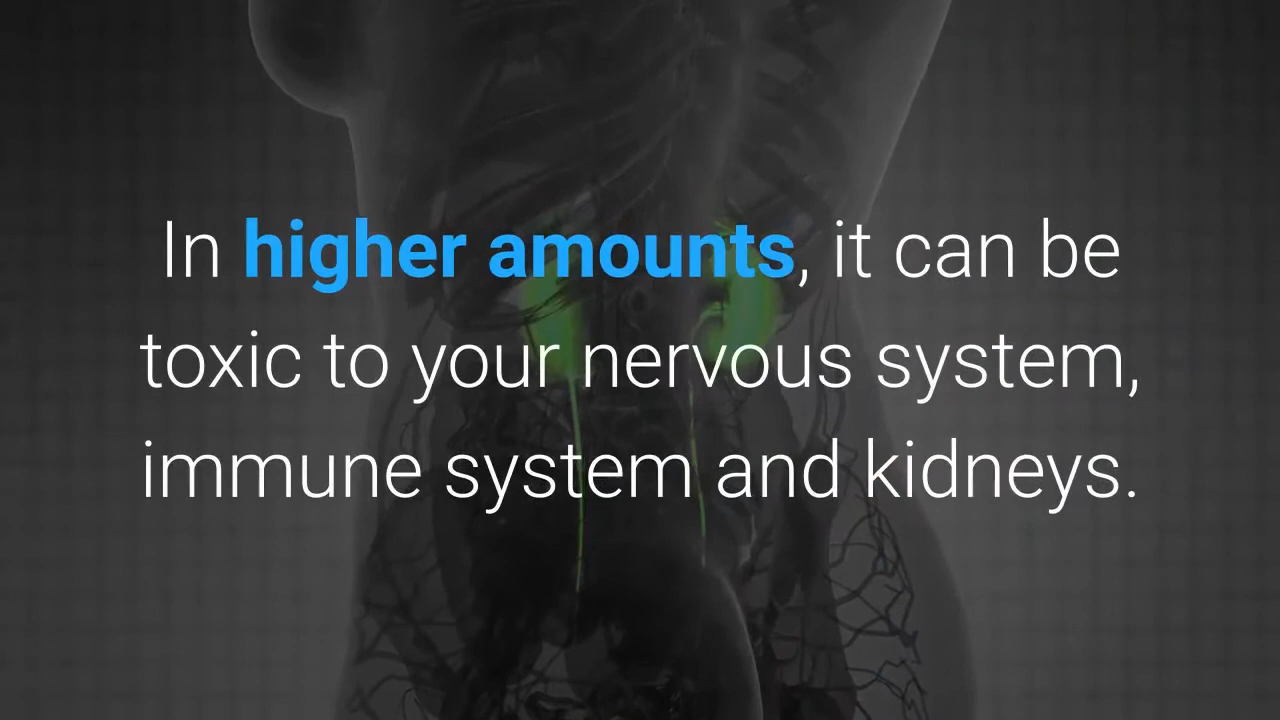 In higher amounts, it can be
toxic to your nervous system,
immune system and kidneys.